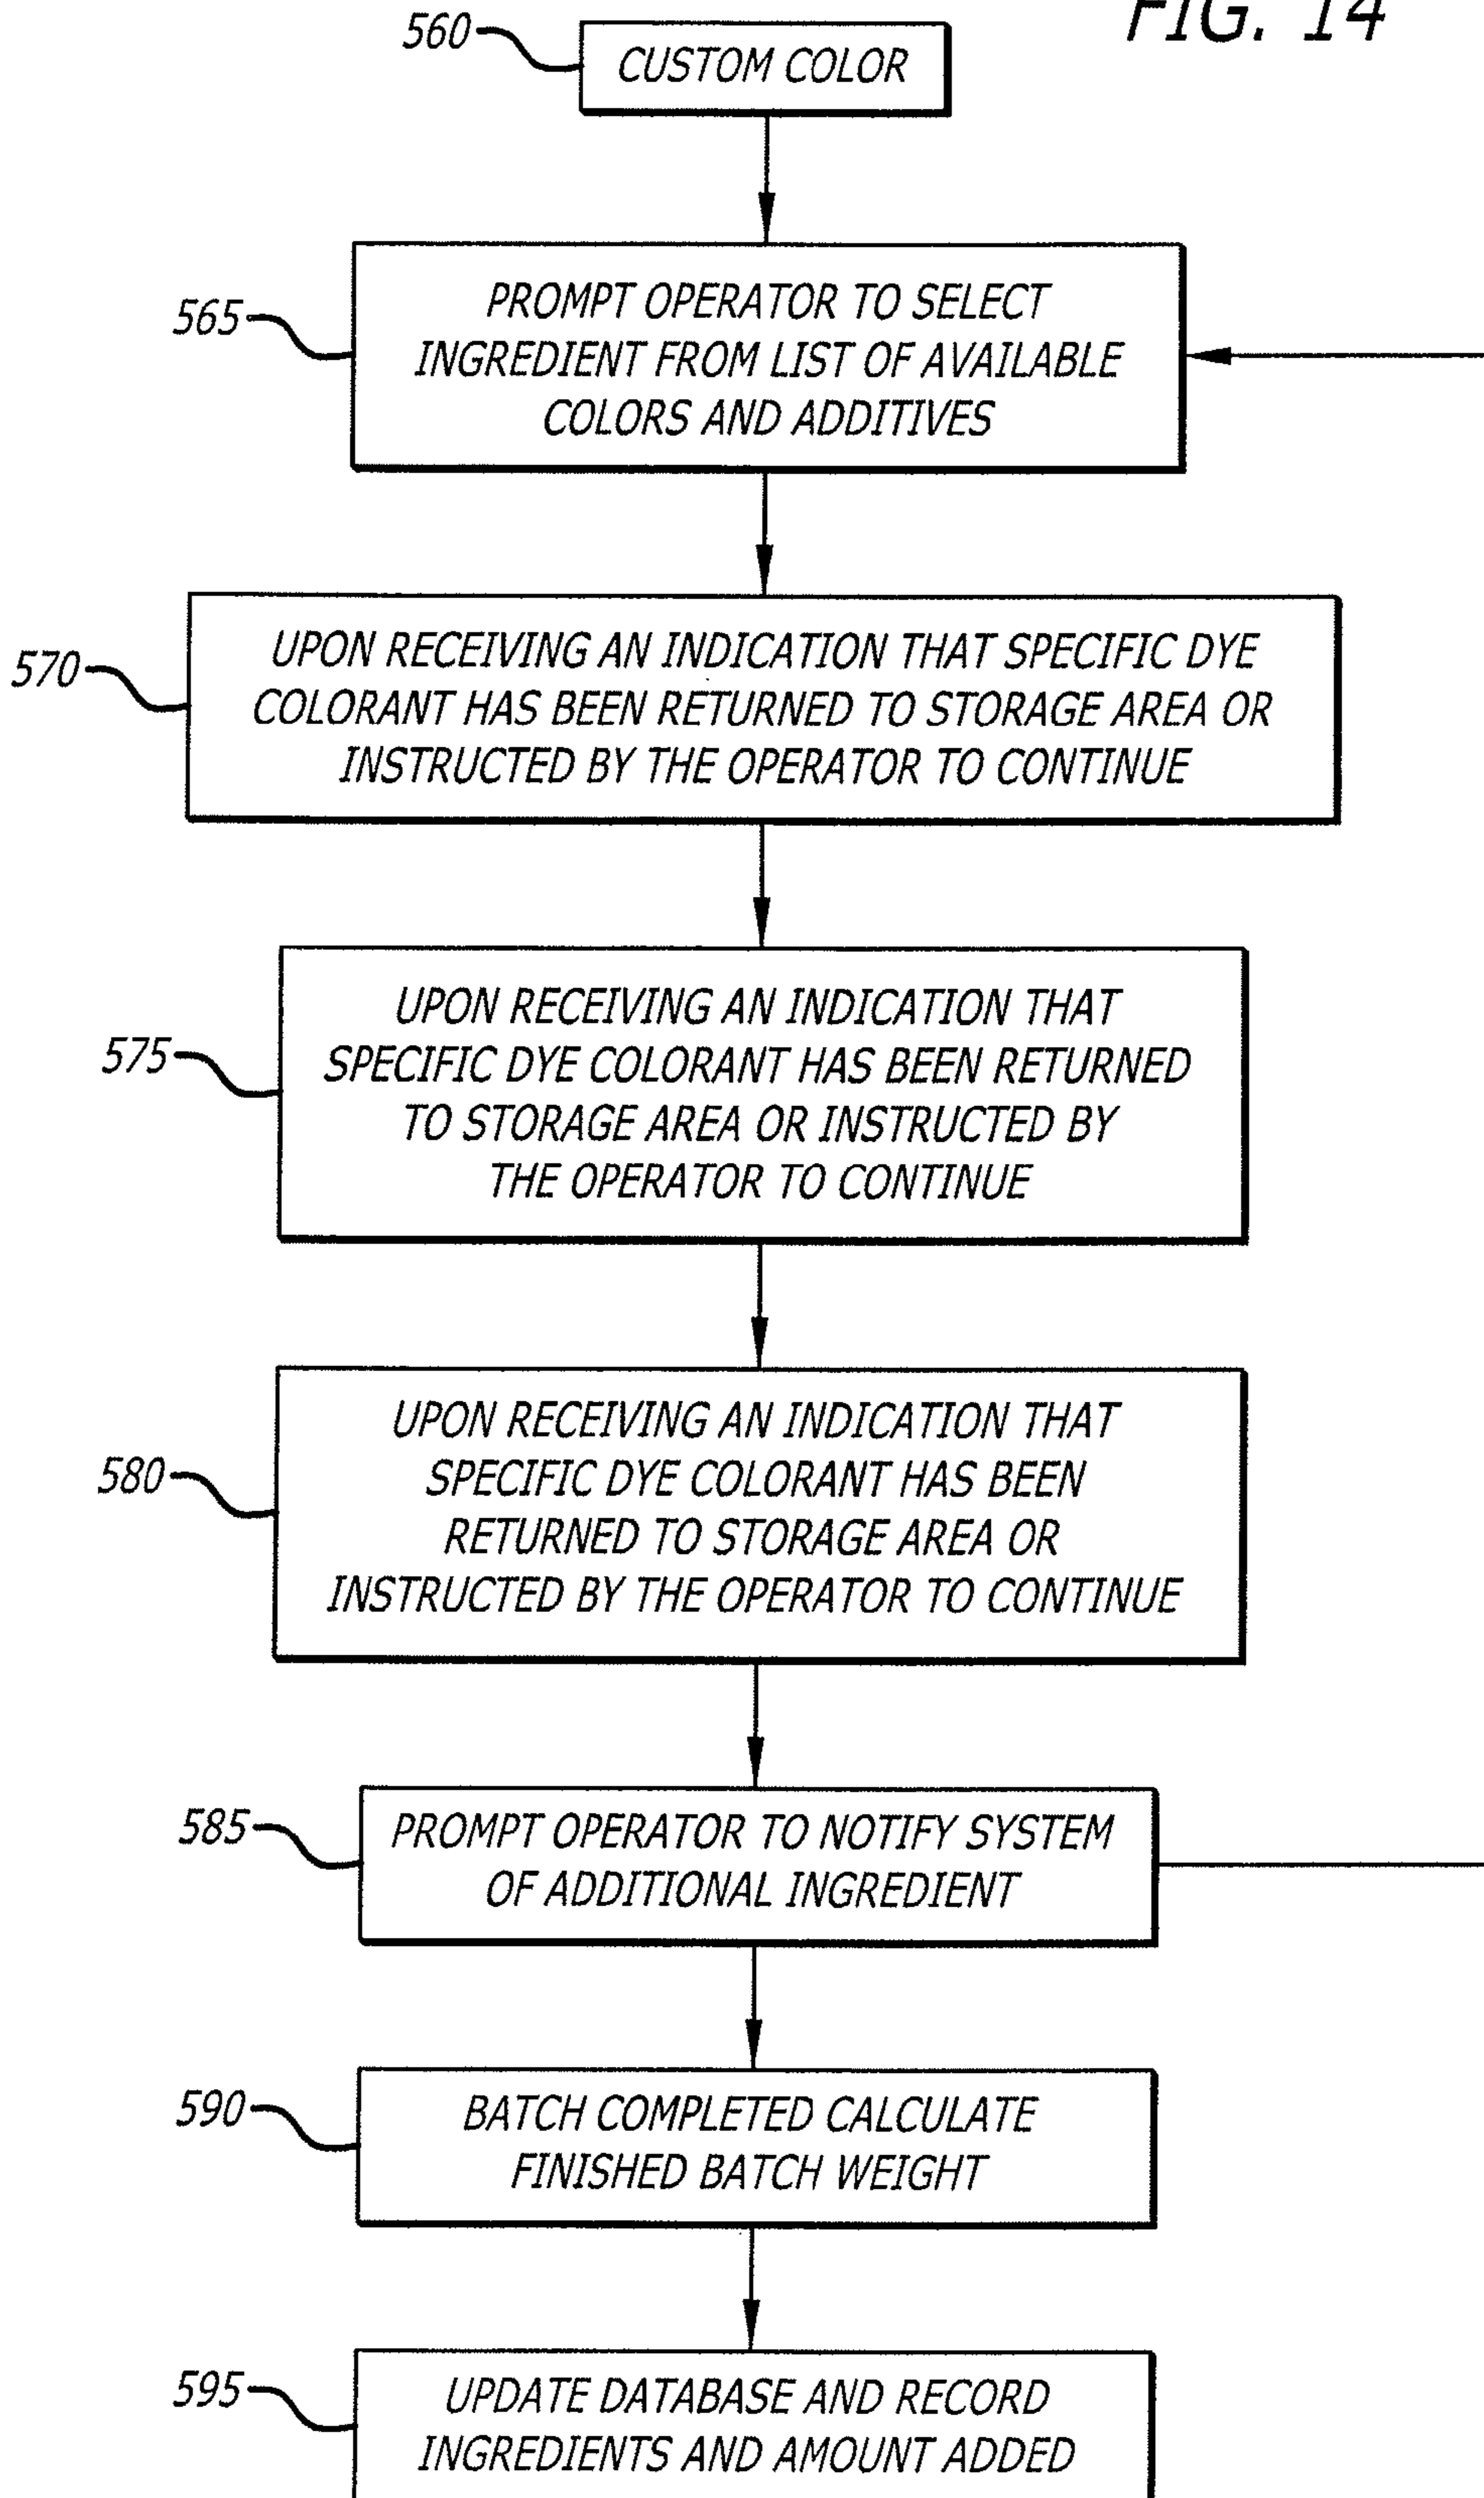 FIG. 14
560
CUSTOM COLOR
565
PROMPT OPERATOR TO SELECT
INGREDIENT FROM LIST OF AVAILABLE
COLORS AND ADDITIVES
570
UPON RECEIVING AN INDICATION THAT SPECIFIC DYE
COLORANT HAS BEEN RETURNED TO STORAGE AREA OR
INSTRUCTED BY THE OPERATOR TO CONTINUE
575
UPON RECEIVING AN INDICATION THAT
SPECIFIC DYE COLORANT HAS BEEN RETURNED
TO STORAGE AREA OR INSTRUCTED BY
THE OPERATOR TO CONTINUE
580
UPON RECEIVING AN INDICATION THAT
SPECIFIC DYE COLORANT HAS BEEN
RETURNED TO STORAGE AREA OR
INSTRUCTED BY THE OPERATOR TO CONTINUE
585
PROMPT OPERATOR TO NOTIFY SYSTEM
OF ADDITIONAL INGREDIENT
590
BATCH COMPLETED CALCULATE
FINISHED BATCH WEIGHT
595
UPDATE DATABASE AND RECORD
INGREDIENTS AND AMOUNT ADDED